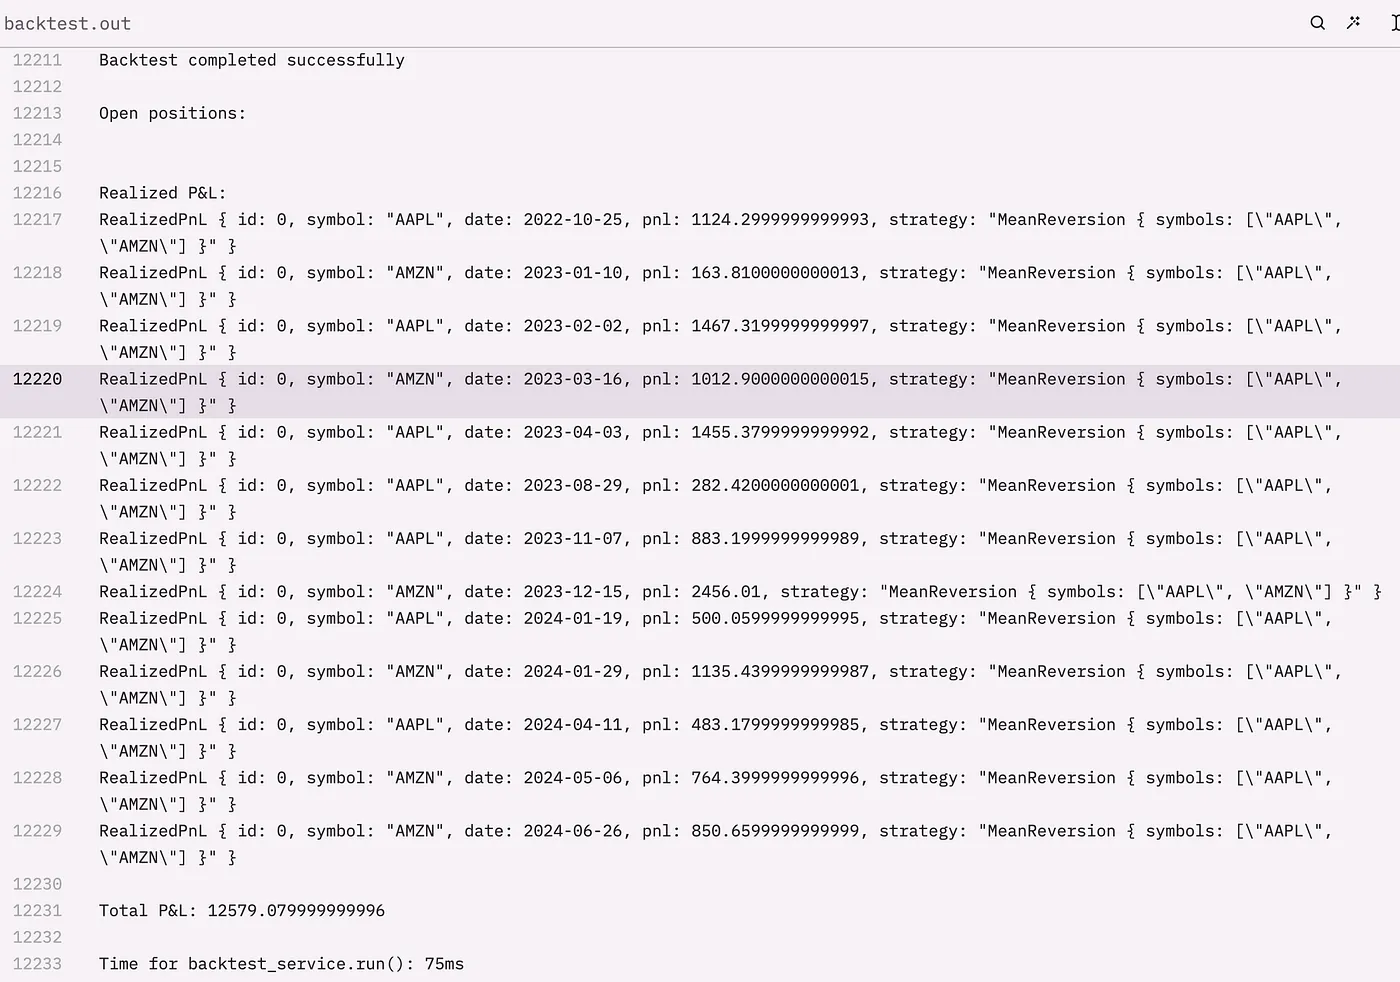 backtest.out
12211 Backtest completed successfully
12212
12213 Open positions:
12214
12215
12216 Realized P&L:
12217 RealizedPnL { id: 0, symbol: "AAPL", date: 2022-10-25, pnl: 1124.2999999999993, strategy: "MeanReversion { symbols: [\"AAPL\",
\"AMZN\"] }" }
12218 RealizedPnL { id: 0, symbol: "AMZN", date: 2023-01-10, pnl: 163.8100000000013, strategy: "MeanReversion { symbols: [\"AAPL\",
\"AMZN\"] }" }
12219 RealizedPnL { id: 0, symbol: "AAPL", date: 2023-02-02, pnl: 1467.3199999999997, strategy: "MeanReversion { symbols: [\"AAPL\",
\"AMZN\"] }" }
12220 RealizedPnL { id: 0, symbol: "AMZN", date: 2023-03-16, pnl: 1012.9000000000015, strategy: "MeanReversion { symbols: [\"AAPL\",
\"AMZN\"] }" }
12221 RealizedPnL { id: 0, symbol: "AAPL", date: 2023-04-03, pnl: 1455.3799999999992, strategy: "MeanReversion { symbols: [\"AAPL\",
\"AMZN\"] }" }
12222 RealizedPnL { id: 0, symbol: "AAPL", date: 2023-08-29, pnl: 282.4200000000001, strategy: "MeanReversion { symbols: [\"AAPL\",
\"AMZN\"] }" }
12223 RealizedPnL { id: 0, symbol: "AAPL", date: 2023-11-07, pnl: 883.1999999999989, strategy: "MeanReversion { symbols: [\"AAPL\",
\"AMZN\"] }" }
12224 RealizedPnL { id: 0, symbol: "AMZN", date: 2023-12-15, pnl: 2456.01, strategy: "MeanReversion { symbols: [\"AAPL\", \"AMZN\"] }" }
12225 RealizedPnL { id: 0, symbol: "AAPL", date: 2024-01-19, pnl: 500.0599999999995, strategy: "MeanReversion { symbols: [\"AAPL\",
\"AMZN\"] }" }
12226 RealizedPnL { id: 0, symbol: "AMZN", date: 2024-01-29, pnl: 1135.4399999999987, strategy: "MeanReversion { symbols: [\"AAPL\",
\"AMZN\"] }" }
12227 RealizedPnL { id: 0, symbol: "AAPL", date: 2024-04-11, pnl: 483.1799999999985, strategy: "MeanReversion { symbols: [\"AAPL\",
\"AMZN\"] }" }
12228 RealizedPnL { id: 0, symbol: "AMZN", date: 2024-05-06, pnl: 764.3999999999996, strategy: "MeanReversion { symbols: [\"AAPL\",
\"AMZN\"] }" }
12229 RealizedPnL { id: 0, symbol: "AMZN", date: 2024-06-26, pnl: 850.6599999999999, strategy: "MeanReversion { symbols: [\"AAPL\",
\"AMZN\"] }" }
12230
12231 Total P&L: 12579.079999999996
12232
12233 Time for backtest_service.run(): 75ms